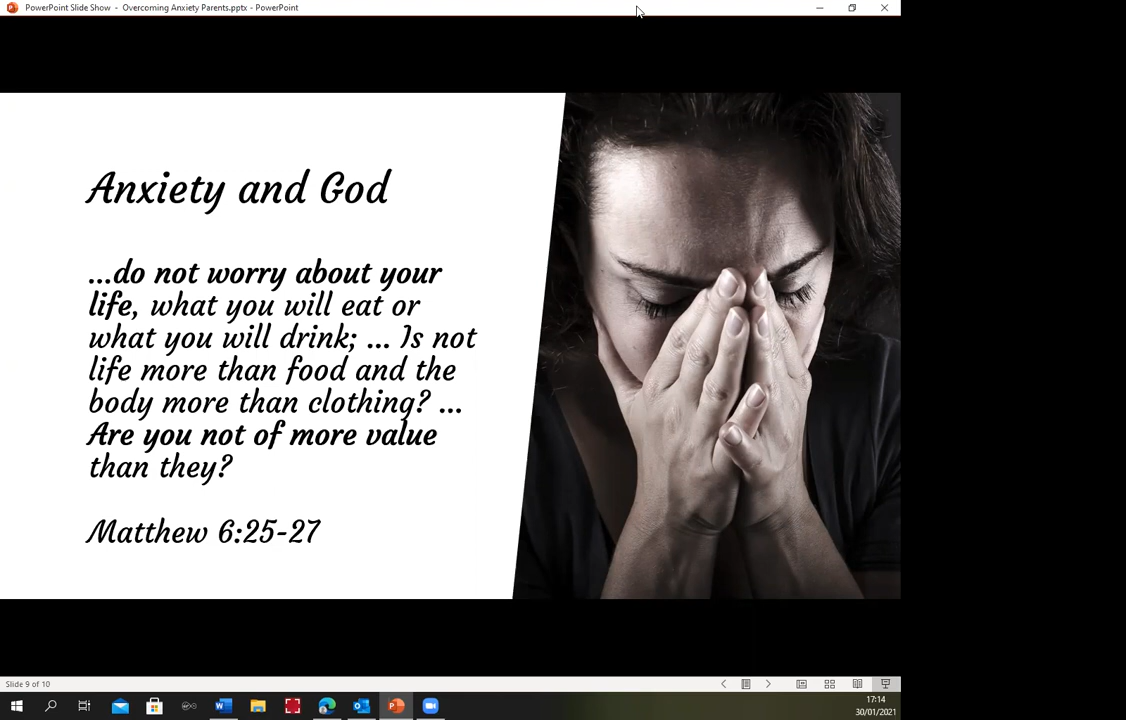 PowerPoint Slide Show - Overcoming Anxiety Parents.pptx - PowerPoint
Anxiety and God
...do not worry about your
life, what you will eat or
what you will drink; ... Is not
life more than food and the
body more than clothing? ...
Are you not of more value
than they?
Matthew 6:25-27
Slide 9 of 10
17:14
30/01/2021